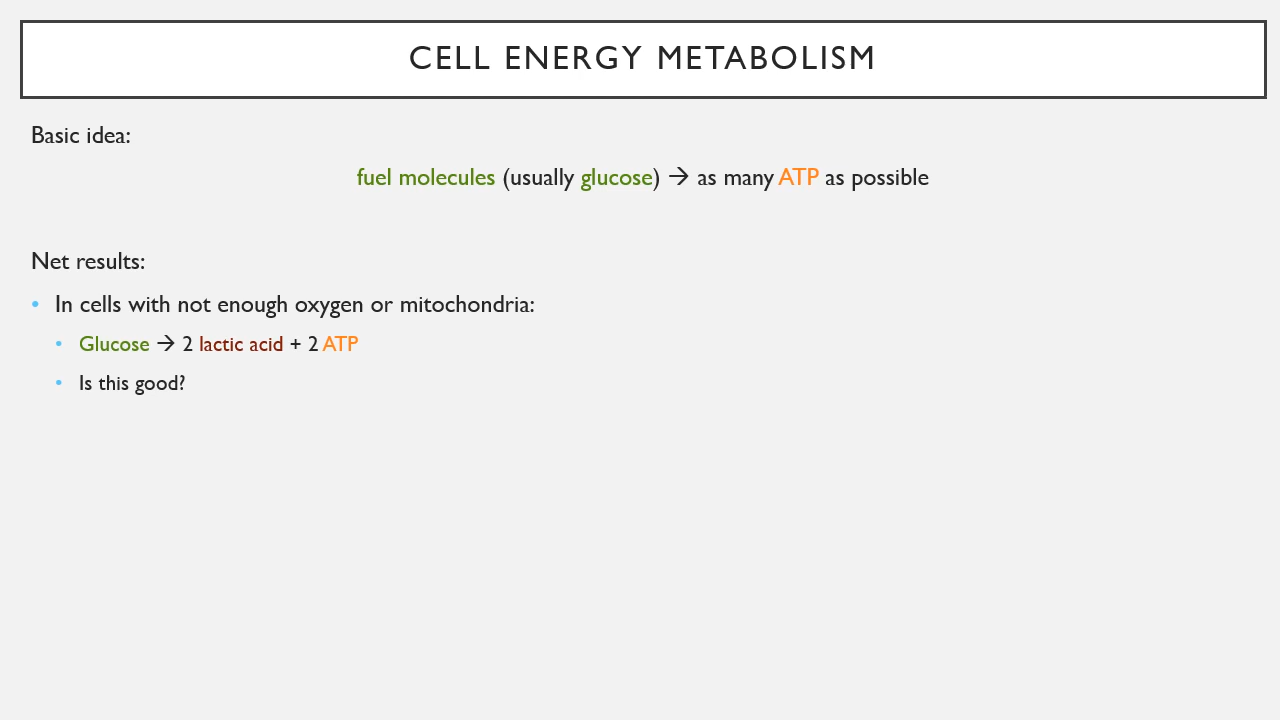 CELL ENERGY METABOLISM
Basic idea:
fuel molecules (usually glucose) → as many ATP as possible
Net results:
• In cells with not enough oxygen or mitochondria:
• Glucose → 2 lactic acid + 2 ATP
• Is this good?